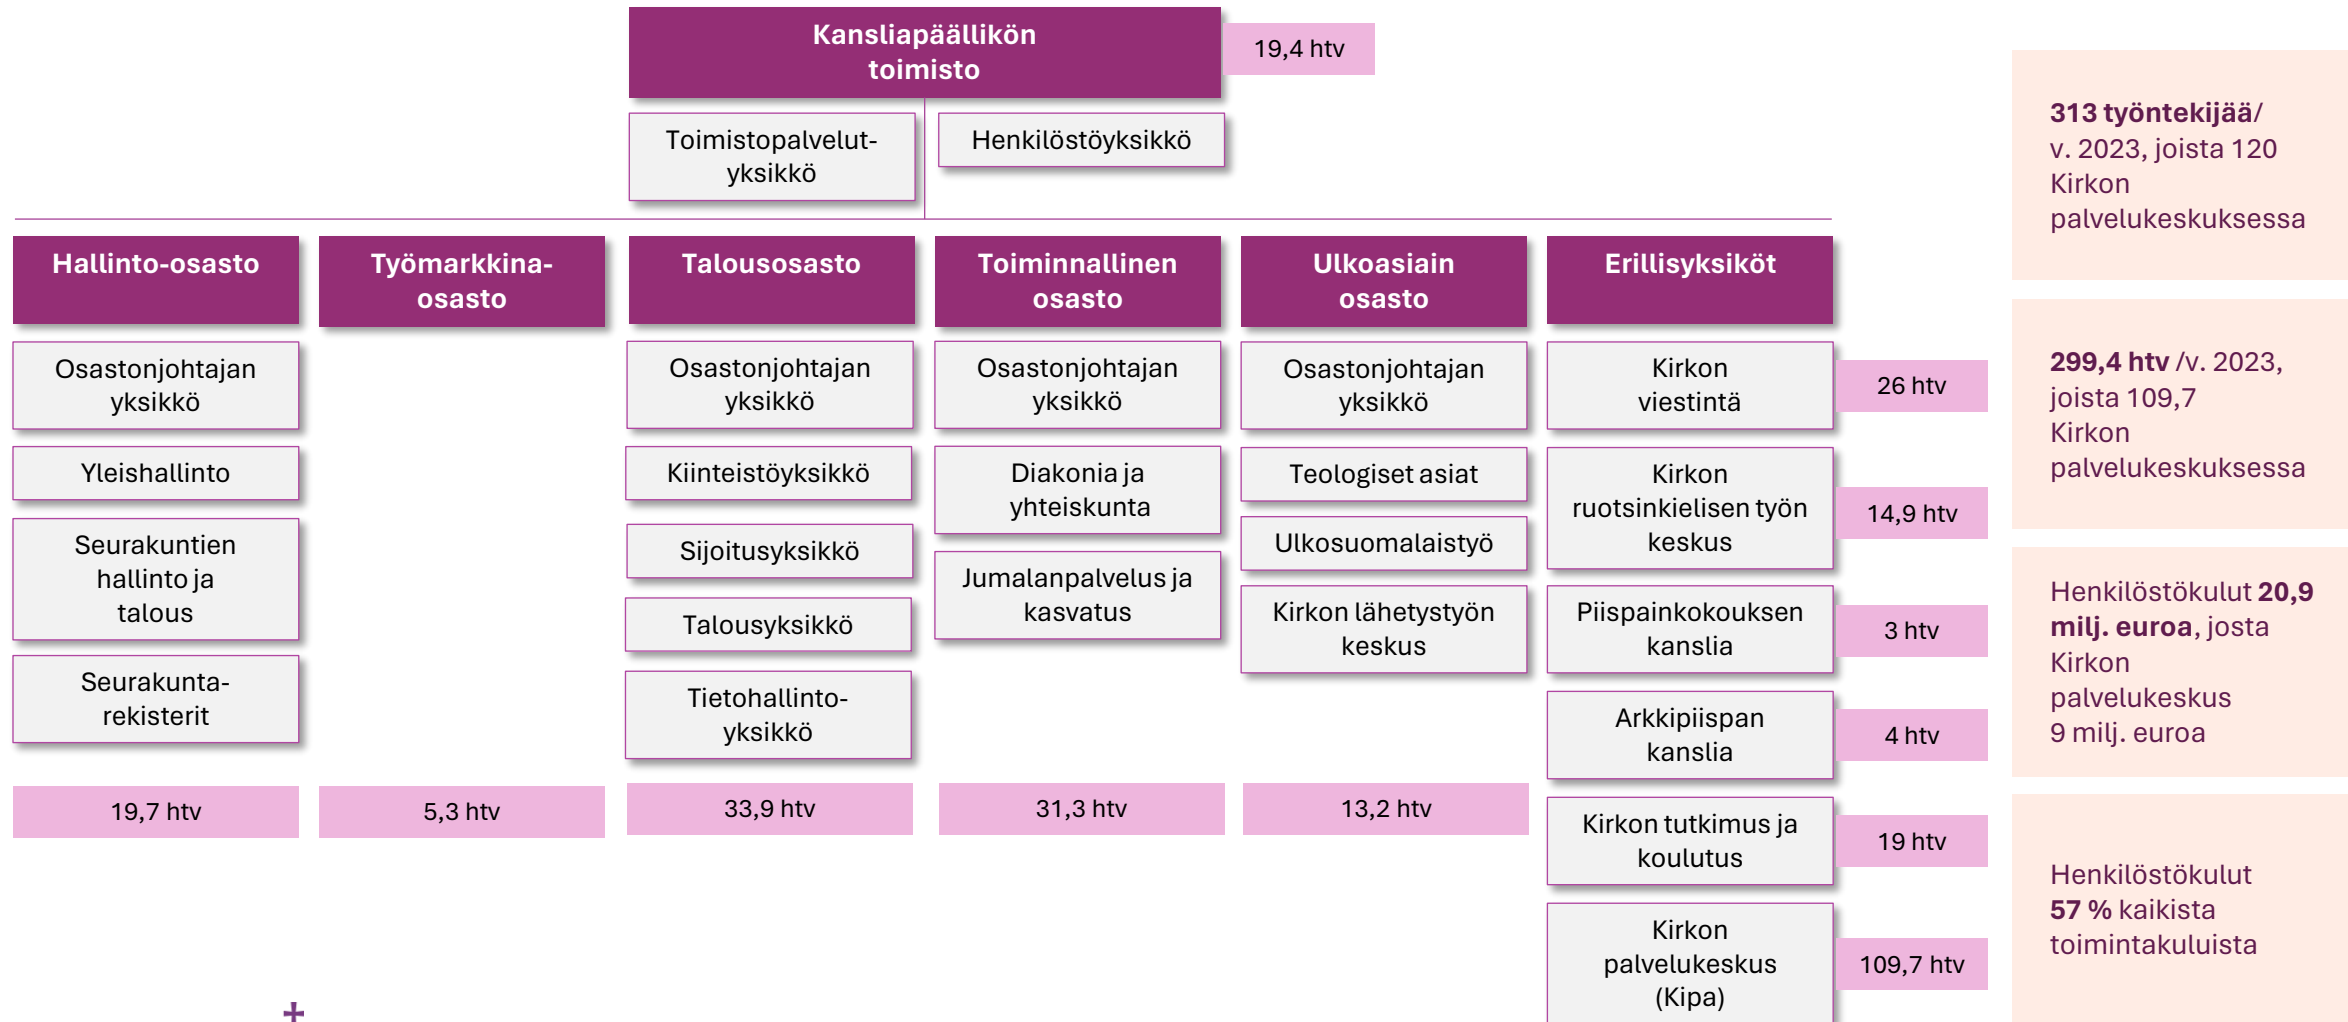 Kansliapäällikön
toimisto
19,4 htv
Toimistopalvelut-
yksikkö
Henkilöstöyksikkö
Hallinto-osasto
Osastonjohtajan
yksikkö
Yleishallinto
Seurakuntien
hallinto ja
talous
Seurakunta-
rekisterit
19,7 htv
Työmarkkina-
osasto
5,3 htv
Talousosasto
Osastonjohtajan
yksikkö
Kiinteistöyksikkö
Sijoitusyksikkö
Talousyksikkö
Tietohallinto-
yksikkö
33,9 htv
Toiminnallinen
osasto
Osastonjohtajan
yksikkö
Diakonia ja
yhteiskunta
Jumalanpalvelus ja
kasvatus
31,3 htv
Ulkoasiain
osasto
Osastonjohtajan
yksikkö
Teologiset asiat
Ulkosuomalaistyö
Kirkon lähetystyön
keskus
13,2 htv
Erillisyksiköt
Kirkon
viestintä
26 htv
Kirkon
ruotsinkielisen työn
keskus
14,9 htv
Piispainkokouksen
kanslia
3 htv
Arkkipiispan
kanslia
4 htv
Kirkon tutkimus ja
koulutus
19 htv
Kirkon
palvelukeskus
(Kipa)
109,7 htv
313 työntekijää/
v. 2023, joista 120
Kirkon
palvelukeskuksessa
299,4 htv /v. 2023,
joista 109,7
Kirkon
palvelukeskuksessa
Henkilöstökulut 20,9
milj. euroa, josta
Kirkon
palvelukeskus
9 milj. euroa
Henkilöstökulut
57 % kaikista
toimintakuluista